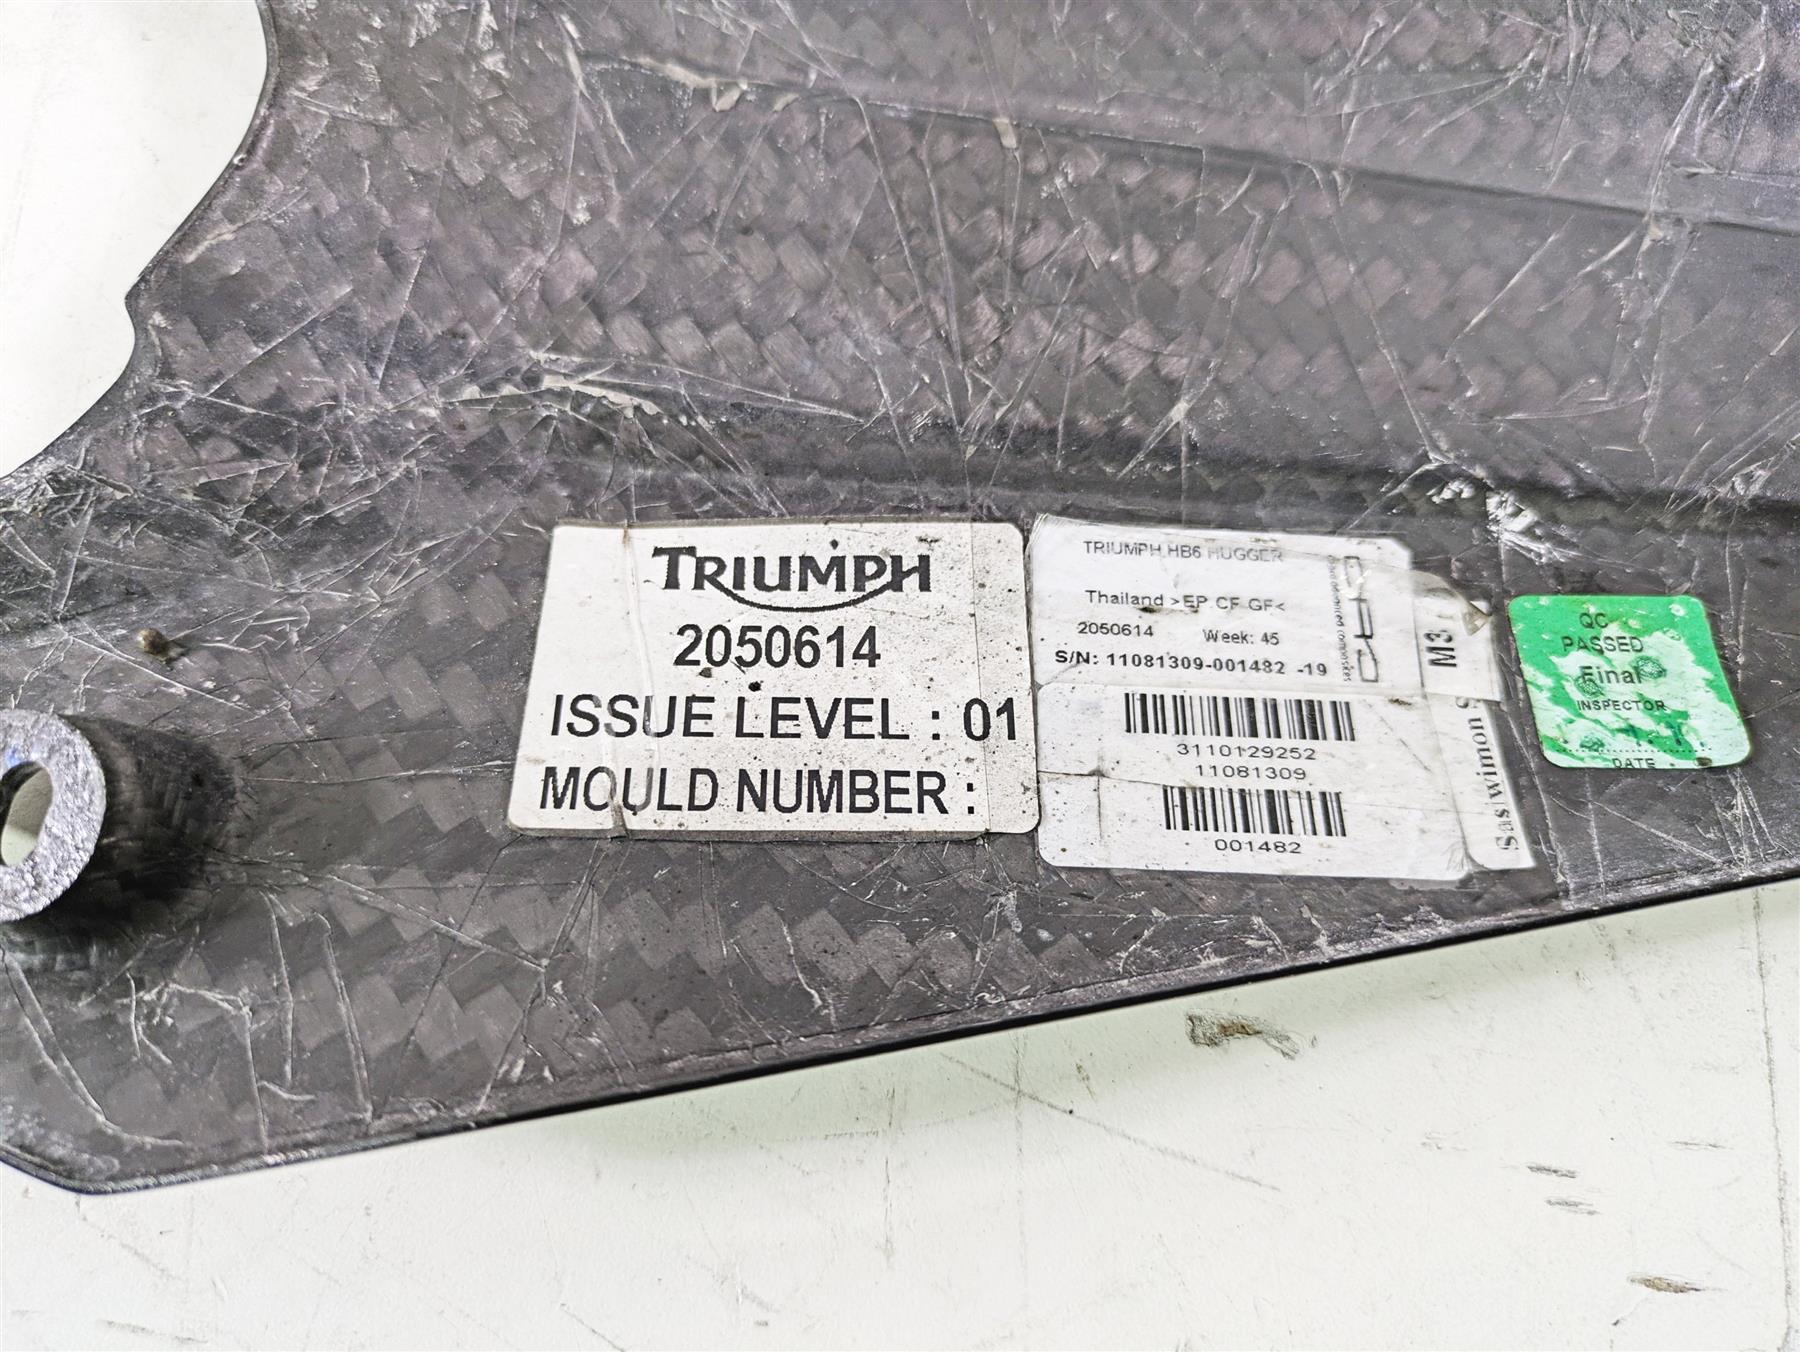 TRIUMPH
2050614
ISSUE LEVEL : 01
MOULD NUMBER :
TRIUMPH HB6 HUGGER
Thailand >EP CF GF<
2050614 Week: 45
S/N: 11081309-001482 -19
3110129252
11081309
001482
M3
Saswimon S
QC
PASSED
Final
INSPECTOR
DATE